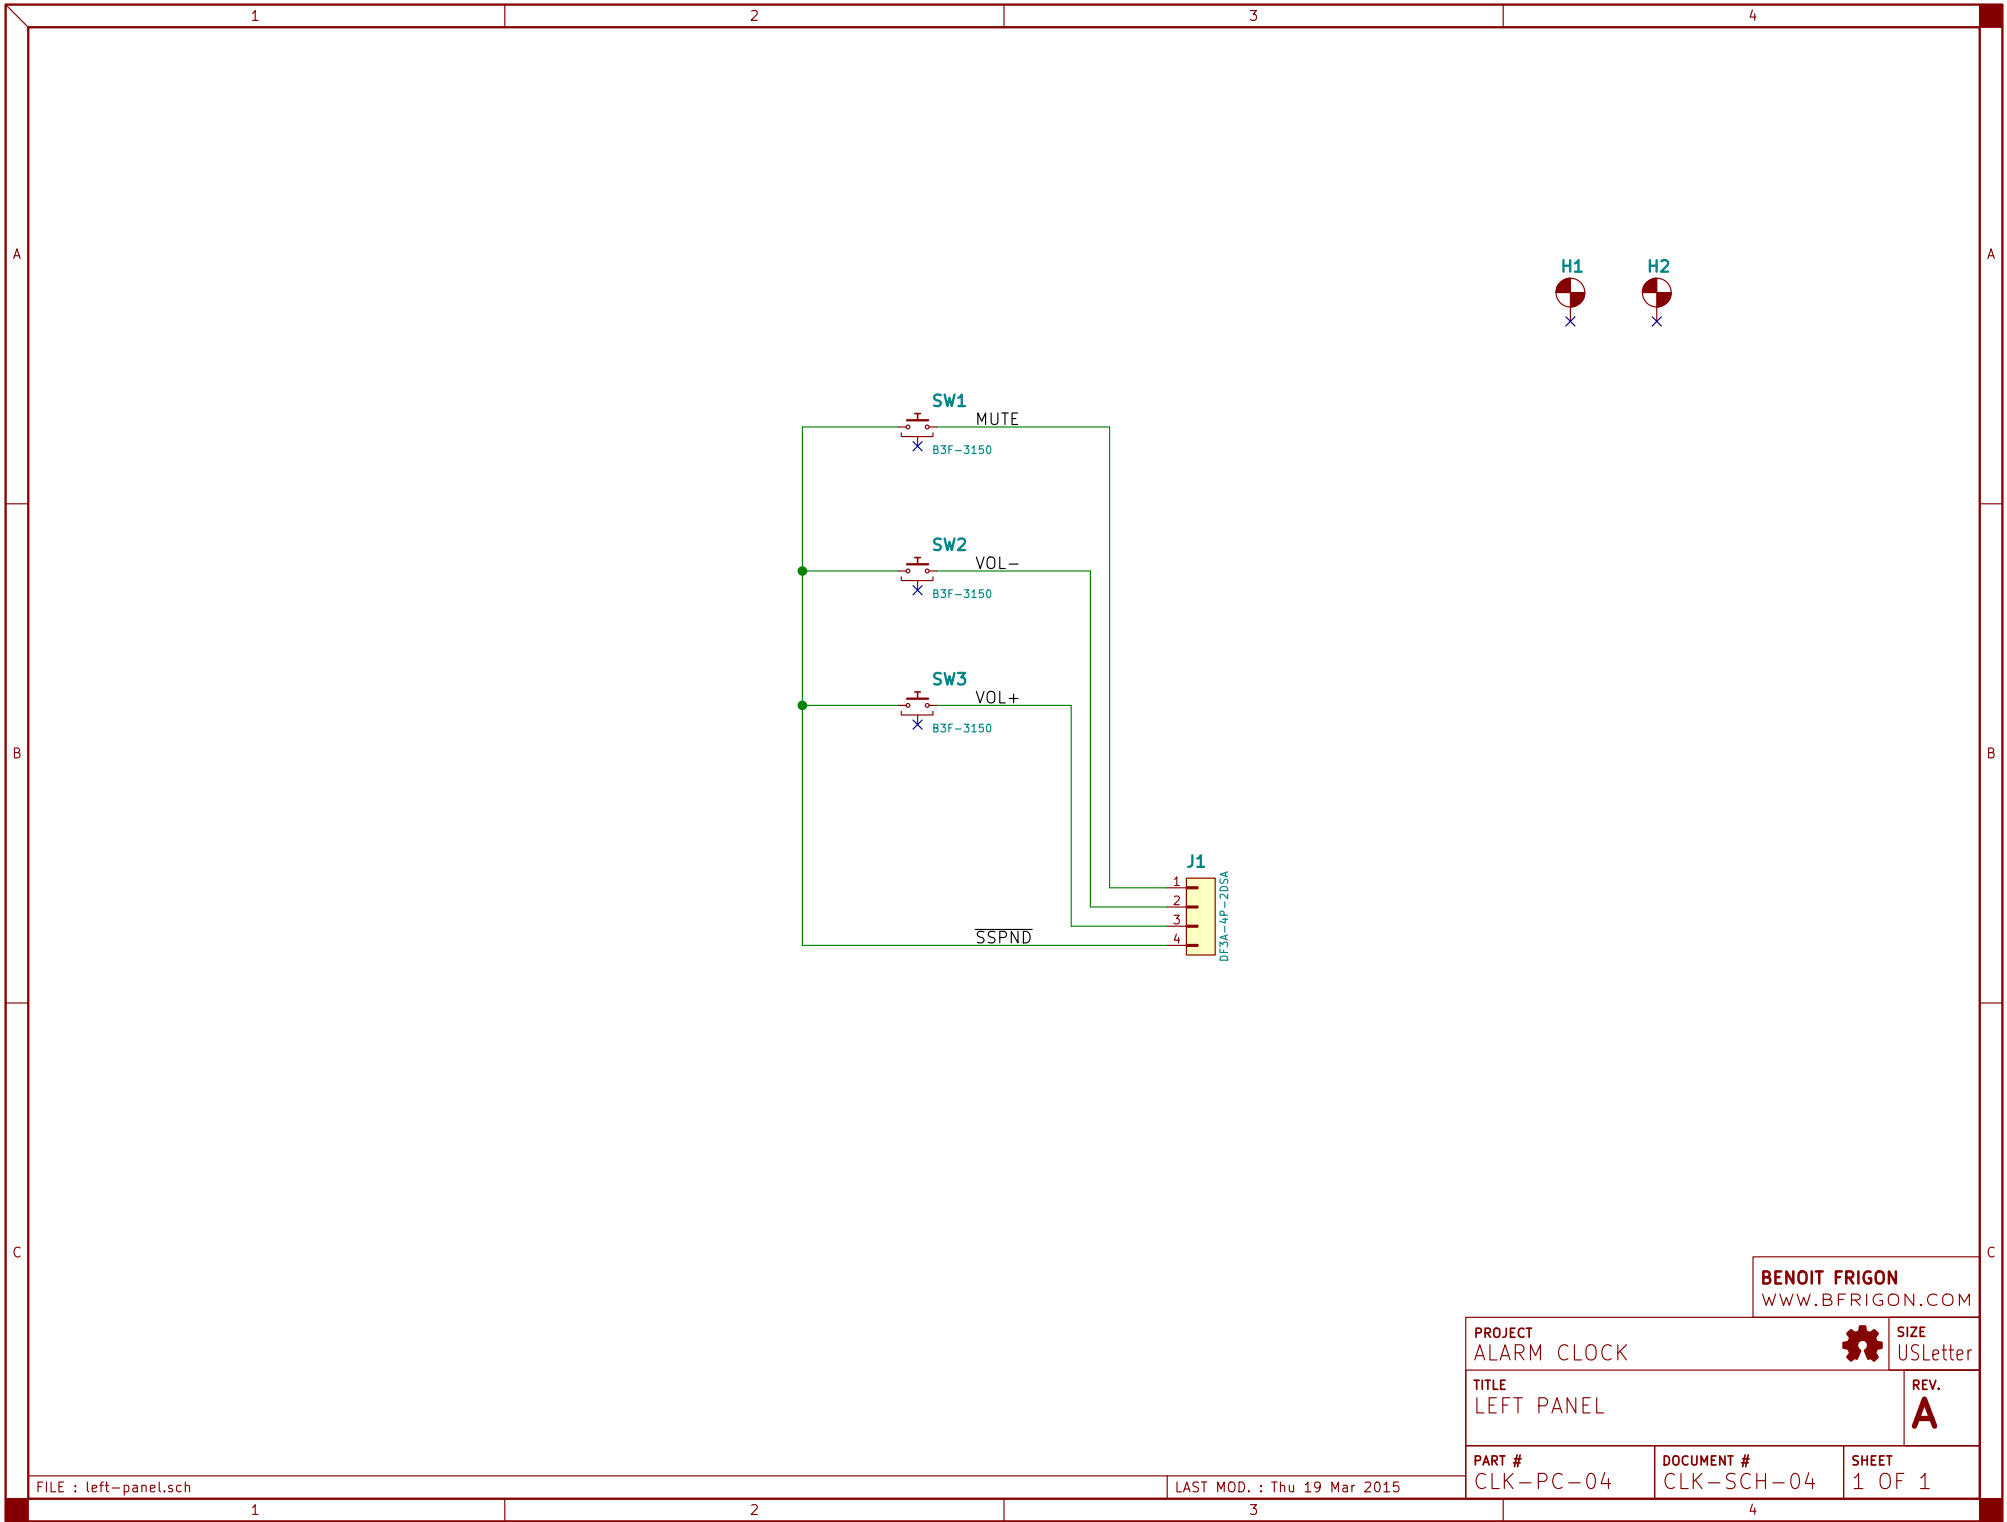 1 2 3 4
A A
H1 H2
SW1
MUTE
B3F-3150
SW2
VOL-
B3F-3150
SW3
VOL+
B3F-3150
B B
J1
1
2
3
4
DF3A-4P-2DSA
SSPND
C C
BENOIT FRIGON
WWW.BFRIGON.COM
PROJECT
ALARM CLOCK
SIZE
USLetter
TITLE
LEFT PANEL
REV.
A
PART #
CLK-PC-04
DOCUMENT #
CLK-SCH-04
SHEET
1 OF 1
FILE : left-panel.sch
LAST MOD. : Thu 19 Mar 2015
1 2 3 4